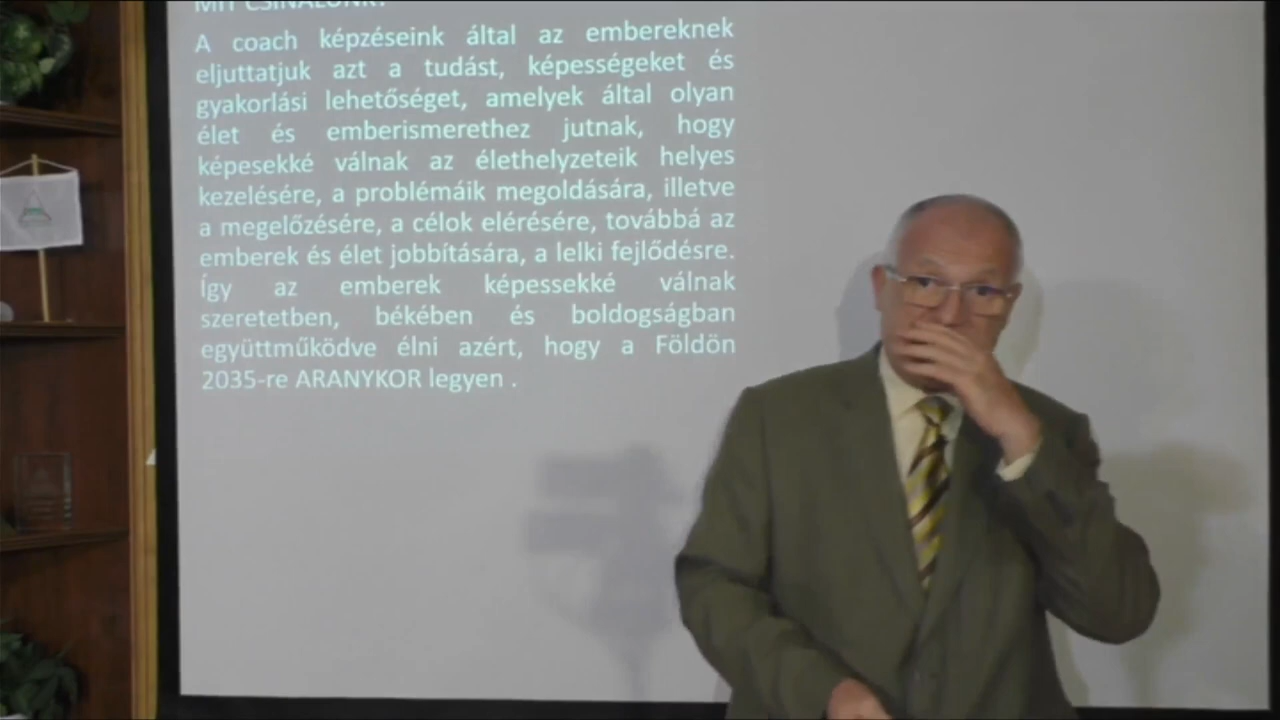 MIT CSINÁLUNK?
A coach képzéseink által az embereknek
eljuttatjuk azt a tudást, képességeket és
gyakorlási lehetőséget, amelyek által olyan
élet és emberismerethez jutnak, hogy
képesekké válnak az élethelyzeteik helyes
kezelésére, a problémáik megoldására, illetve
a megelőzésére, a célok elérésére, továbbá az
emberek és élet jobbítására, a lelki fejlődésre.
Így az emberek képessekké válnak
szeretetben, békében és boldogságban
együttműködve élni azért, hogy a Földön
2035-re ARANYKOR legyen .